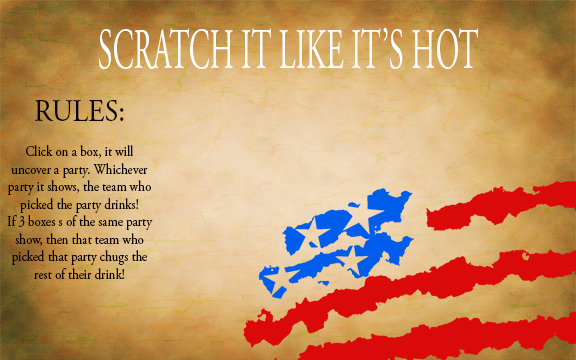 SCRATCH IT LIKE IT'S HOT
RULES:
Click on a box, it will
uncover a party. Whichever
party it shows, the team who
picked the party drinks!
If 3 boxes s of the same party
show, then that team who
picked that party chugs the
rest of their drink!